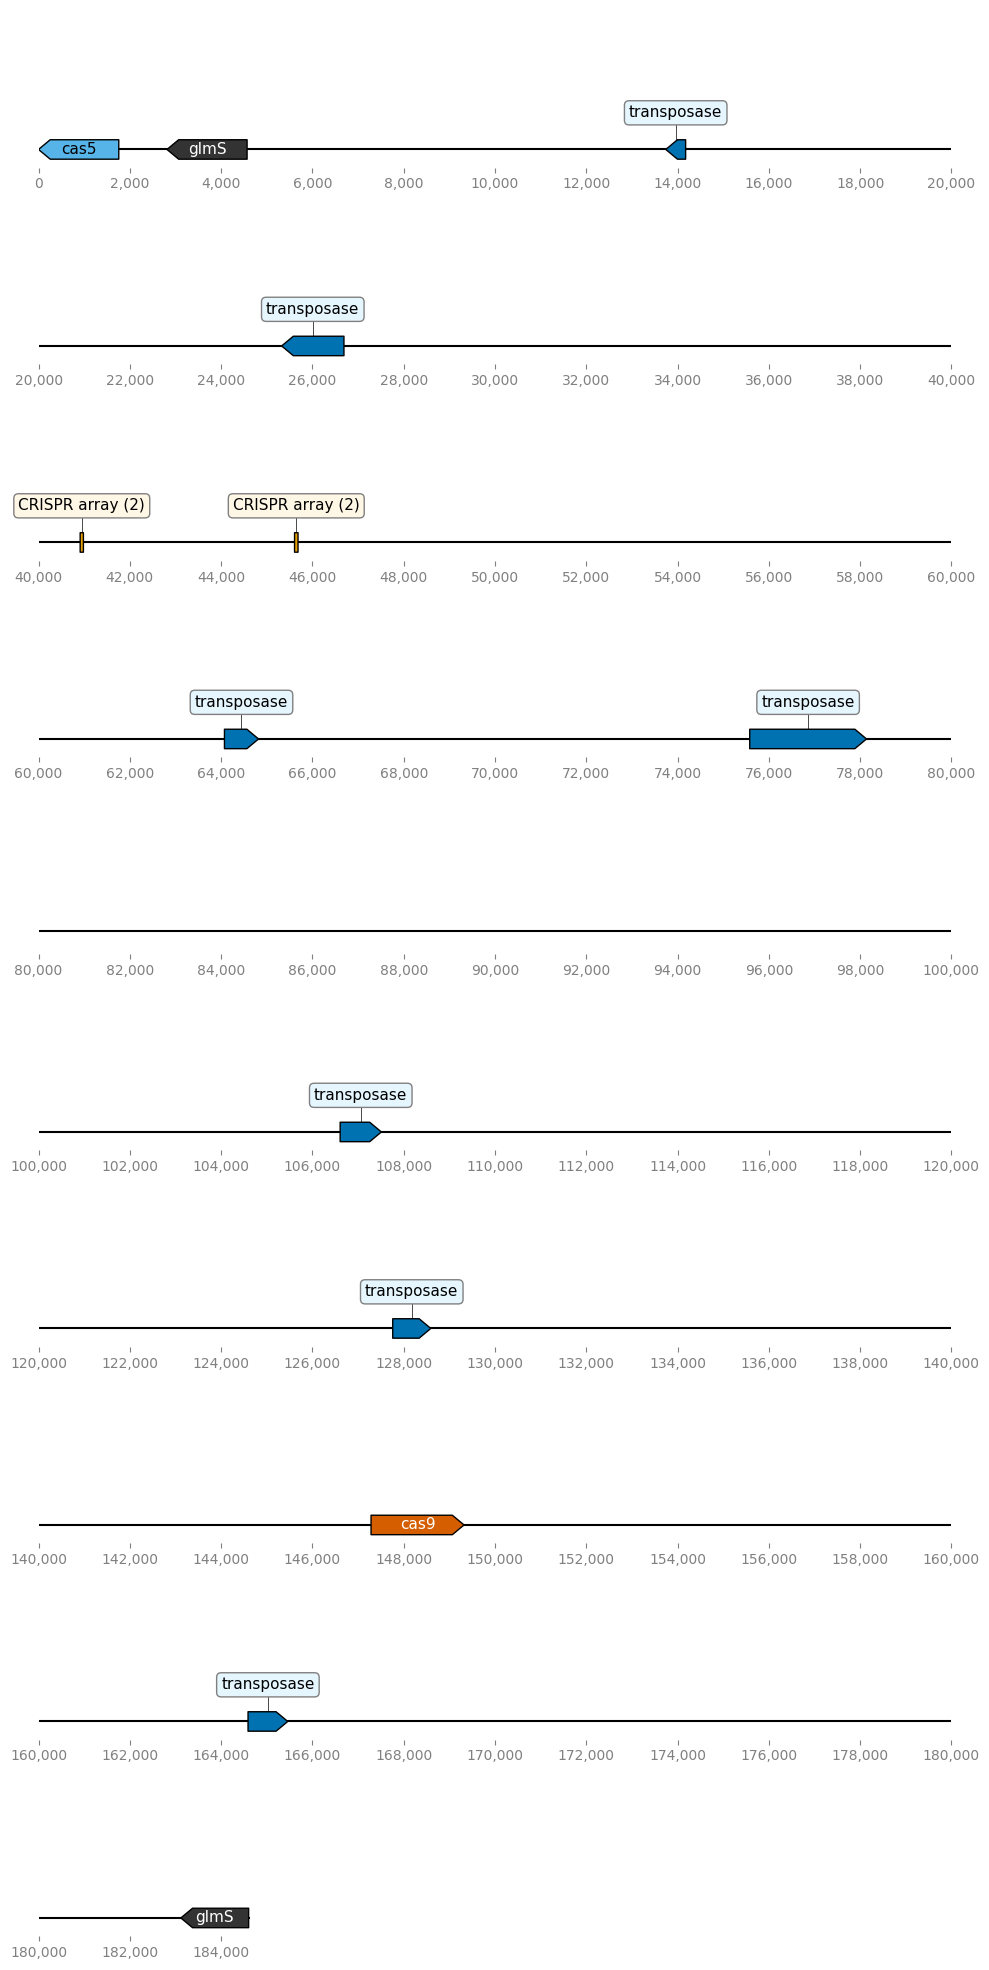 transposase
cas5 glmS
0 2,000 4,000 6,000 8,000 10,000 12,000 14,000 16,000 18,000 20,000
transposase
20,000 22,000 24,000 26,000 28,000 30,000 32,000 34,000 36,000 38,000 40,000
CRISPR array (2) CRISPR array (2)
40,000 42,000 44,000 46,000 48,000 50,000 52,000 54,000 56,000 58,000 60,000
transposase transposase
60,000 62,000 64,000 66,000 68,000 70,000 72,000 74,000 76,000 78,000 80,000
80,000 82,000 84,000 86,000 88,000 90,000 92,000 94,000 96,000 98,000 100,000
transposase
100,000 102,000 104,000 106,000 108,000 110,000 112,000 114,000 116,000 118,000 120,000
transposase
120,000 122,000 124,000 126,000 128,000 130,000 132,000 134,000 136,000 138,000 140,000
cas9
140,000 142,000 144,000 146,000 148,000 150,000 152,000 154,000 156,000 158,000 160,000
transposase
160,000 162,000 164,000 166,000 168,000 170,000 172,000 174,000 176,000 178,000 180,000
glmS
180,000 182,000 184,000